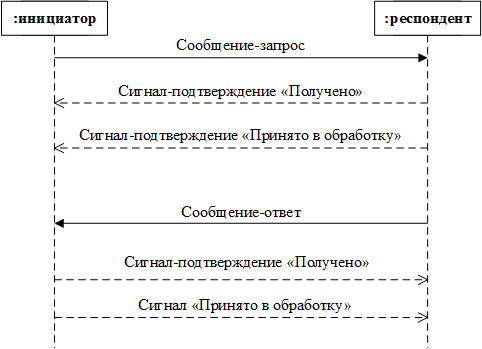 :инициатор
:респондент
Сообщение-запрос
Сигнал-подтверждение «Получено»
Сигнал-подтверждение «Принято в обработку»
Сообщение-ответ
Сигнал-подтверждение «Получено»
Сигнал «Принято в обработку»